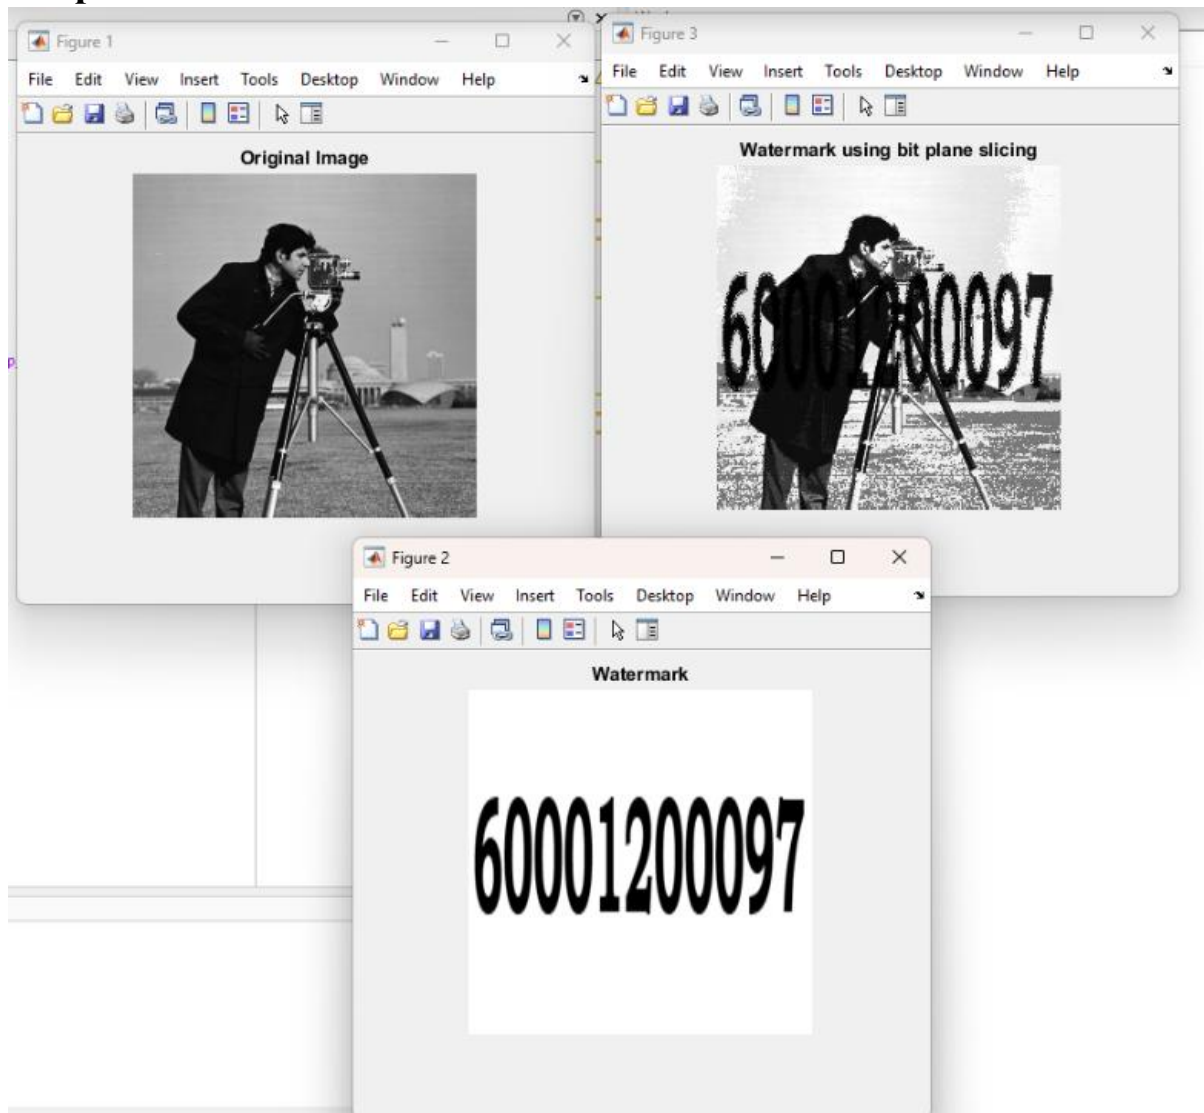 Figure 1
File Edit View Insert Tools Desktop Window Help
Original Image
Figure 3
File Edit View Insert Tools Desktop Window Help
Watermark using bit plane slicing
60001200097
Figure 2
File Edit View Insert Tools Desktop Window Help
Watermark
60001200097